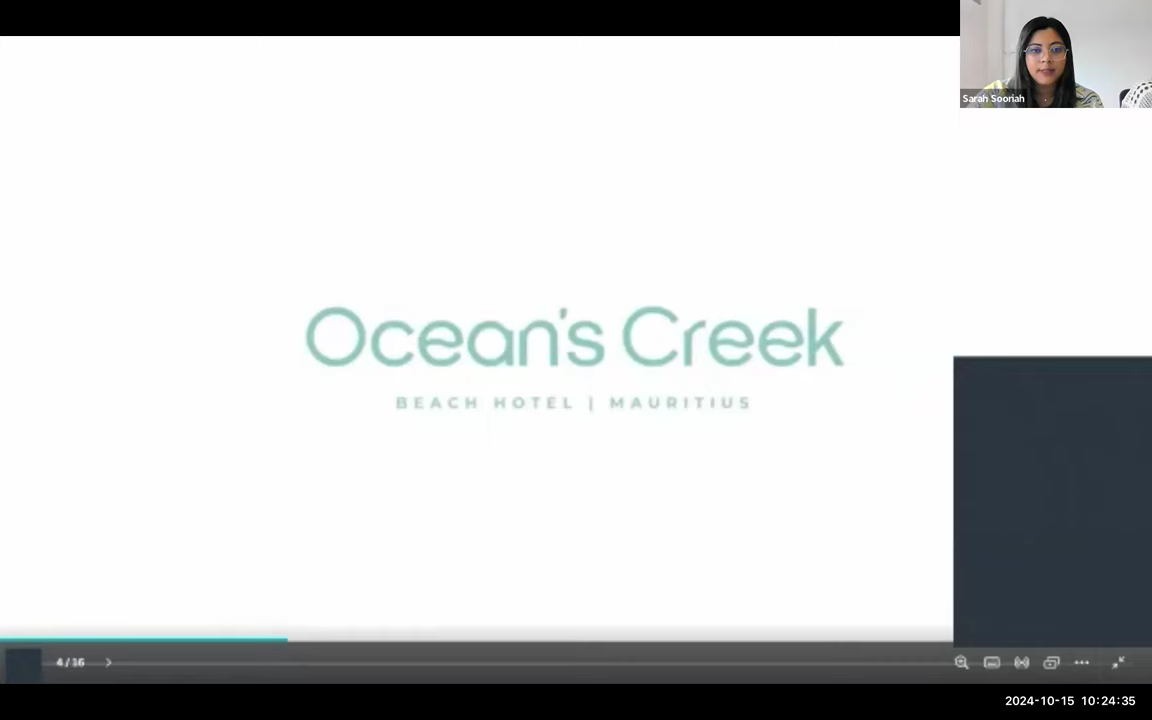 Sarah Sooriah
Ocean's Creek
BEACH HOTEL | MAURITIUS
4 / 16
2024-10-15 10:24:35